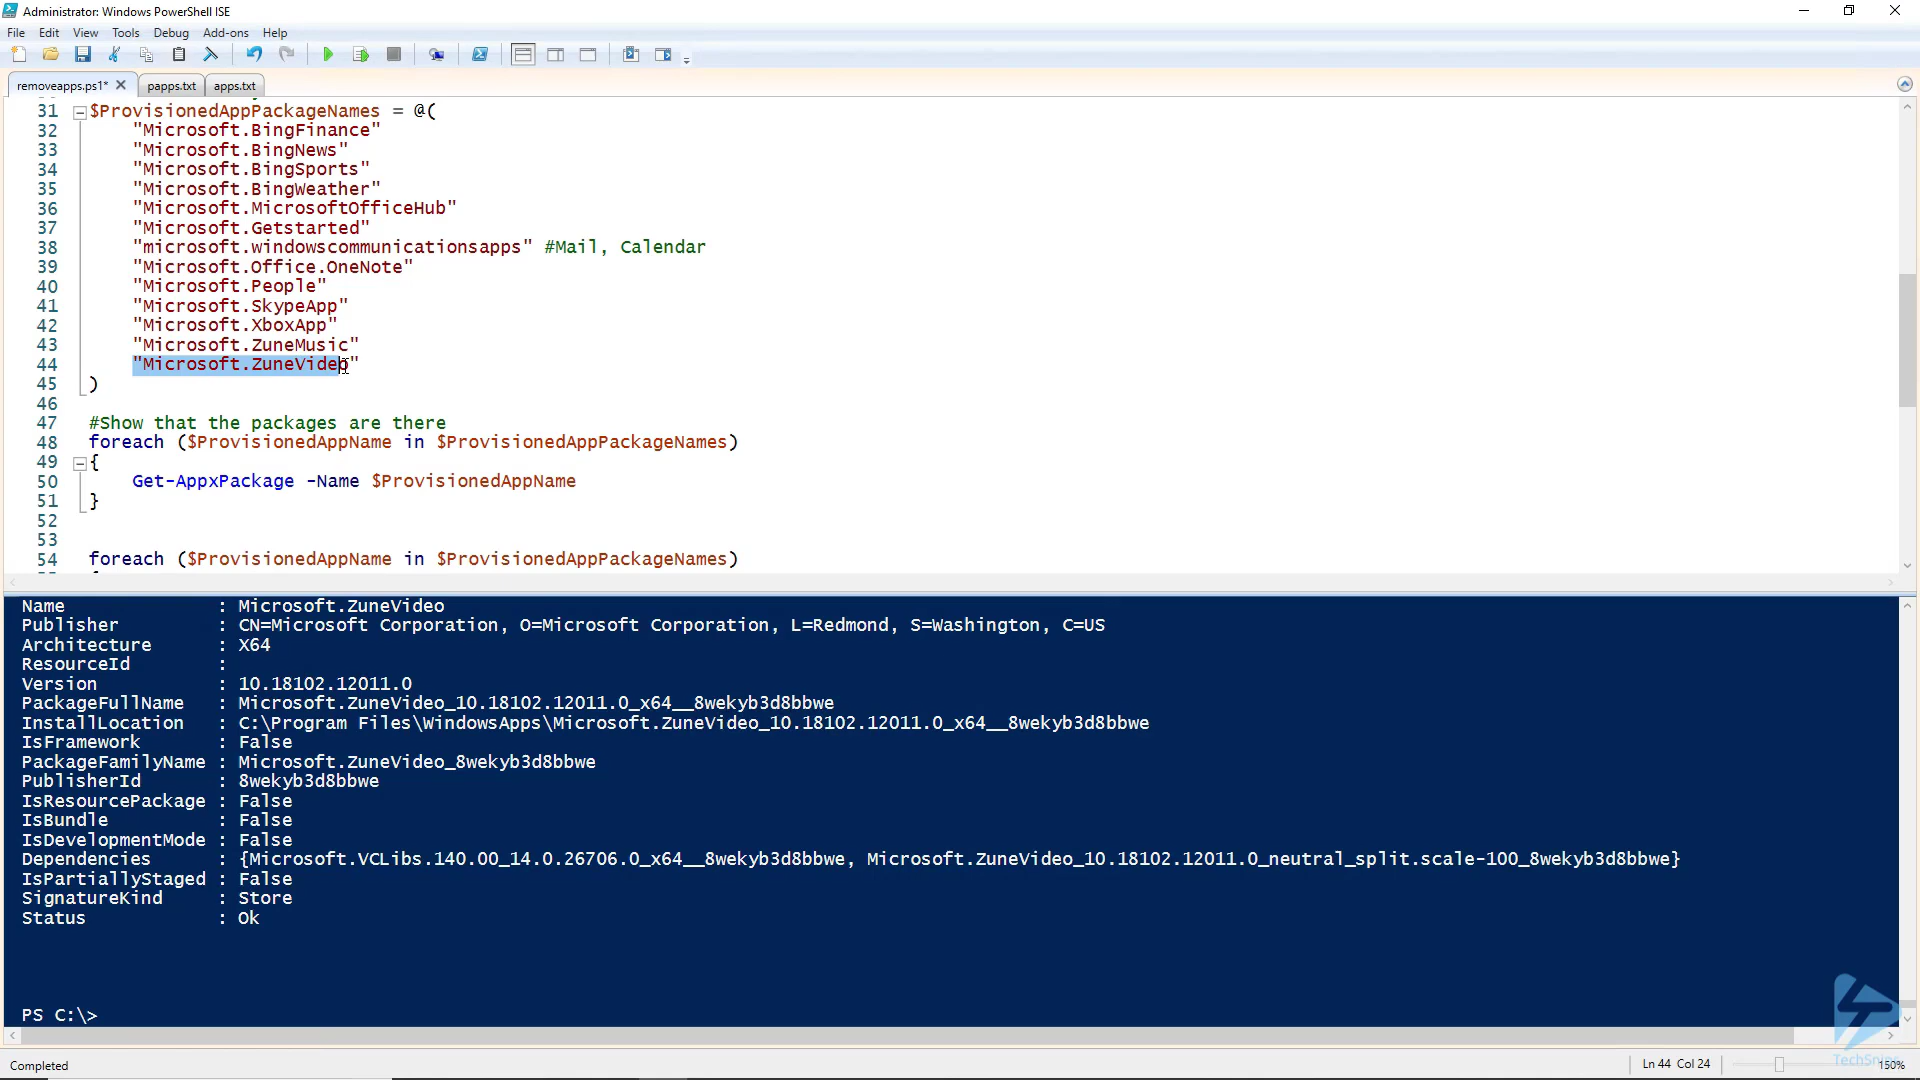 Administrator: Windows PowerShell ISE
File Edit View Tools Debug Add-ons Help
removeapps.ps1* papps.txt apps.txt
31 $ProvisionedAppPackageNames = @(
32 "Microsoft.BingFinance"
33 "Microsoft.BingNews"
34 "Microsoft.BingSports"
35 "Microsoft.BingWeather"
36 "Microsoft.MicrosoftOfficeHub"
37 "Microsoft.Getstarted"
38 "microsoft.windowscommunicationsapps" #Mail, Calendar
39 "Microsoft.Office.OneNote"
40 "Microsoft.People"
41 "Microsoft.SkypeApp"
42 "Microsoft.XboxApp"
43 "Microsoft.ZuneMusic"
44 "Microsoft.ZuneVideo"
45 )
46
47 #Show that the packages are there
48 foreach ($ProvisionedAppName in $ProvisionedAppPackageNames)
49 {
50 Get-AppxPackage -Name $ProvisionedAppName
51 }
52
53
54 foreach ($ProvisionedAppName in $ProvisionedAppPackageNames)
Name : Microsoft.ZuneVideo
Publisher : CN=Microsoft Corporation, O=Microsoft Corporation, L=Redmond, S=Washington, C=US
Architecture : X64
ResourceId :
Version : 10.18102.12011.0
PackageFullName : Microsoft.ZuneVideo_10.18102.12011.0_x64__8wekyb3d8bbwe
InstallLocation : C:\Program Files\WindowsApps\Microsoft.ZuneVideo_10.18102.12011.0_x64__8wekyb3d8bbwe
IsFramework : False
PackageFamilyName : Microsoft.ZuneVideo_8wekyb3d8bbwe
PublisherId : 8wekyb3d8bbwe
IsResourcePackage : False
IsBundle : False
IsDevelopmentMode : False
Dependencies : {Microsoft.VCLibs.140.00_14.0.26706.0_x64__8wekyb3d8bbwe, Microsoft.ZuneVideo_10.18102.12011.0_neutral_split.scale-100_8wekyb3d8bbwe}
IsPartiallyStaged : False
SignatureKind : Store
Status : Ok
PS C:\>
Completed Ln 44 Col 24 150%